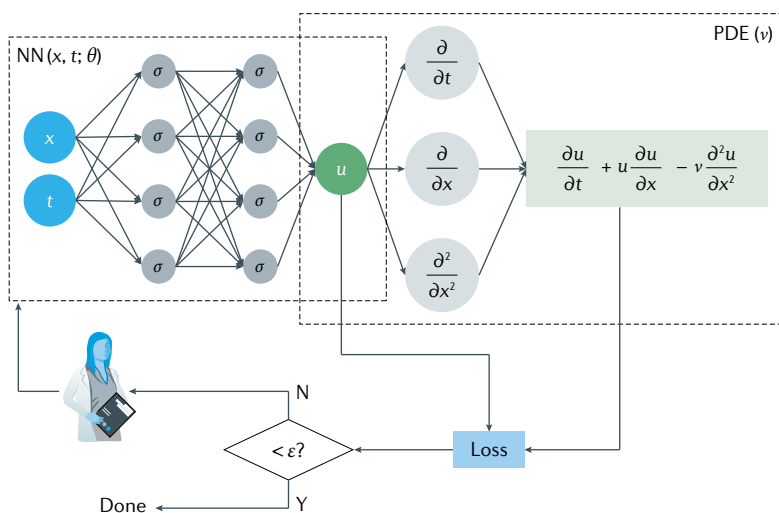 NN(x, t; θ)
PDE (ν)
x
t
σ
σ
σ
σ
σ
σ
σ
σ
u
∂/∂t
∂/∂x
∂²/∂x²
∂u/∂t + u ∂u/∂x − ν ∂²u/∂x²
N
< ε?
Loss
Y
Done